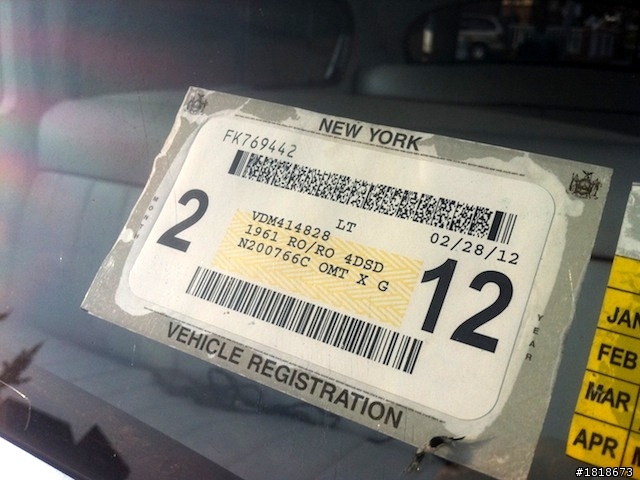 NEW YORK
FK769442
MONTH
2
LT
VDM414828
02/28/12
1961 RO/RO 4DSD
N200766C OMT X G
12
YEAR
VEHICLE REGISTRATION
JAN
FEB
MAR
APR
#1818673